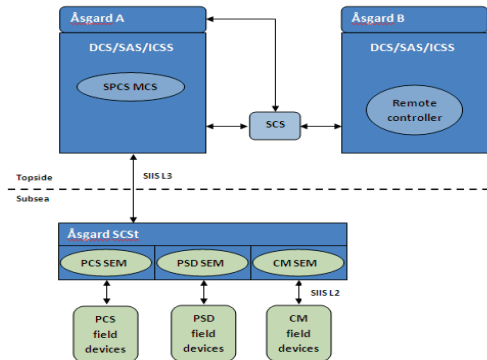 Åsgard A
Åsgard B
DCS/SAS/ICSS
DCS/SAS/ICSS
SPCS MCS
Remote
controller
SCS
SIIS L3
Topside
Subsea
Åsgard SCSt
PCS SEM
PSD SEM
CM SEM
SIIS L2
PCS
field
devices
PSD
field
devices
CM
field
devices